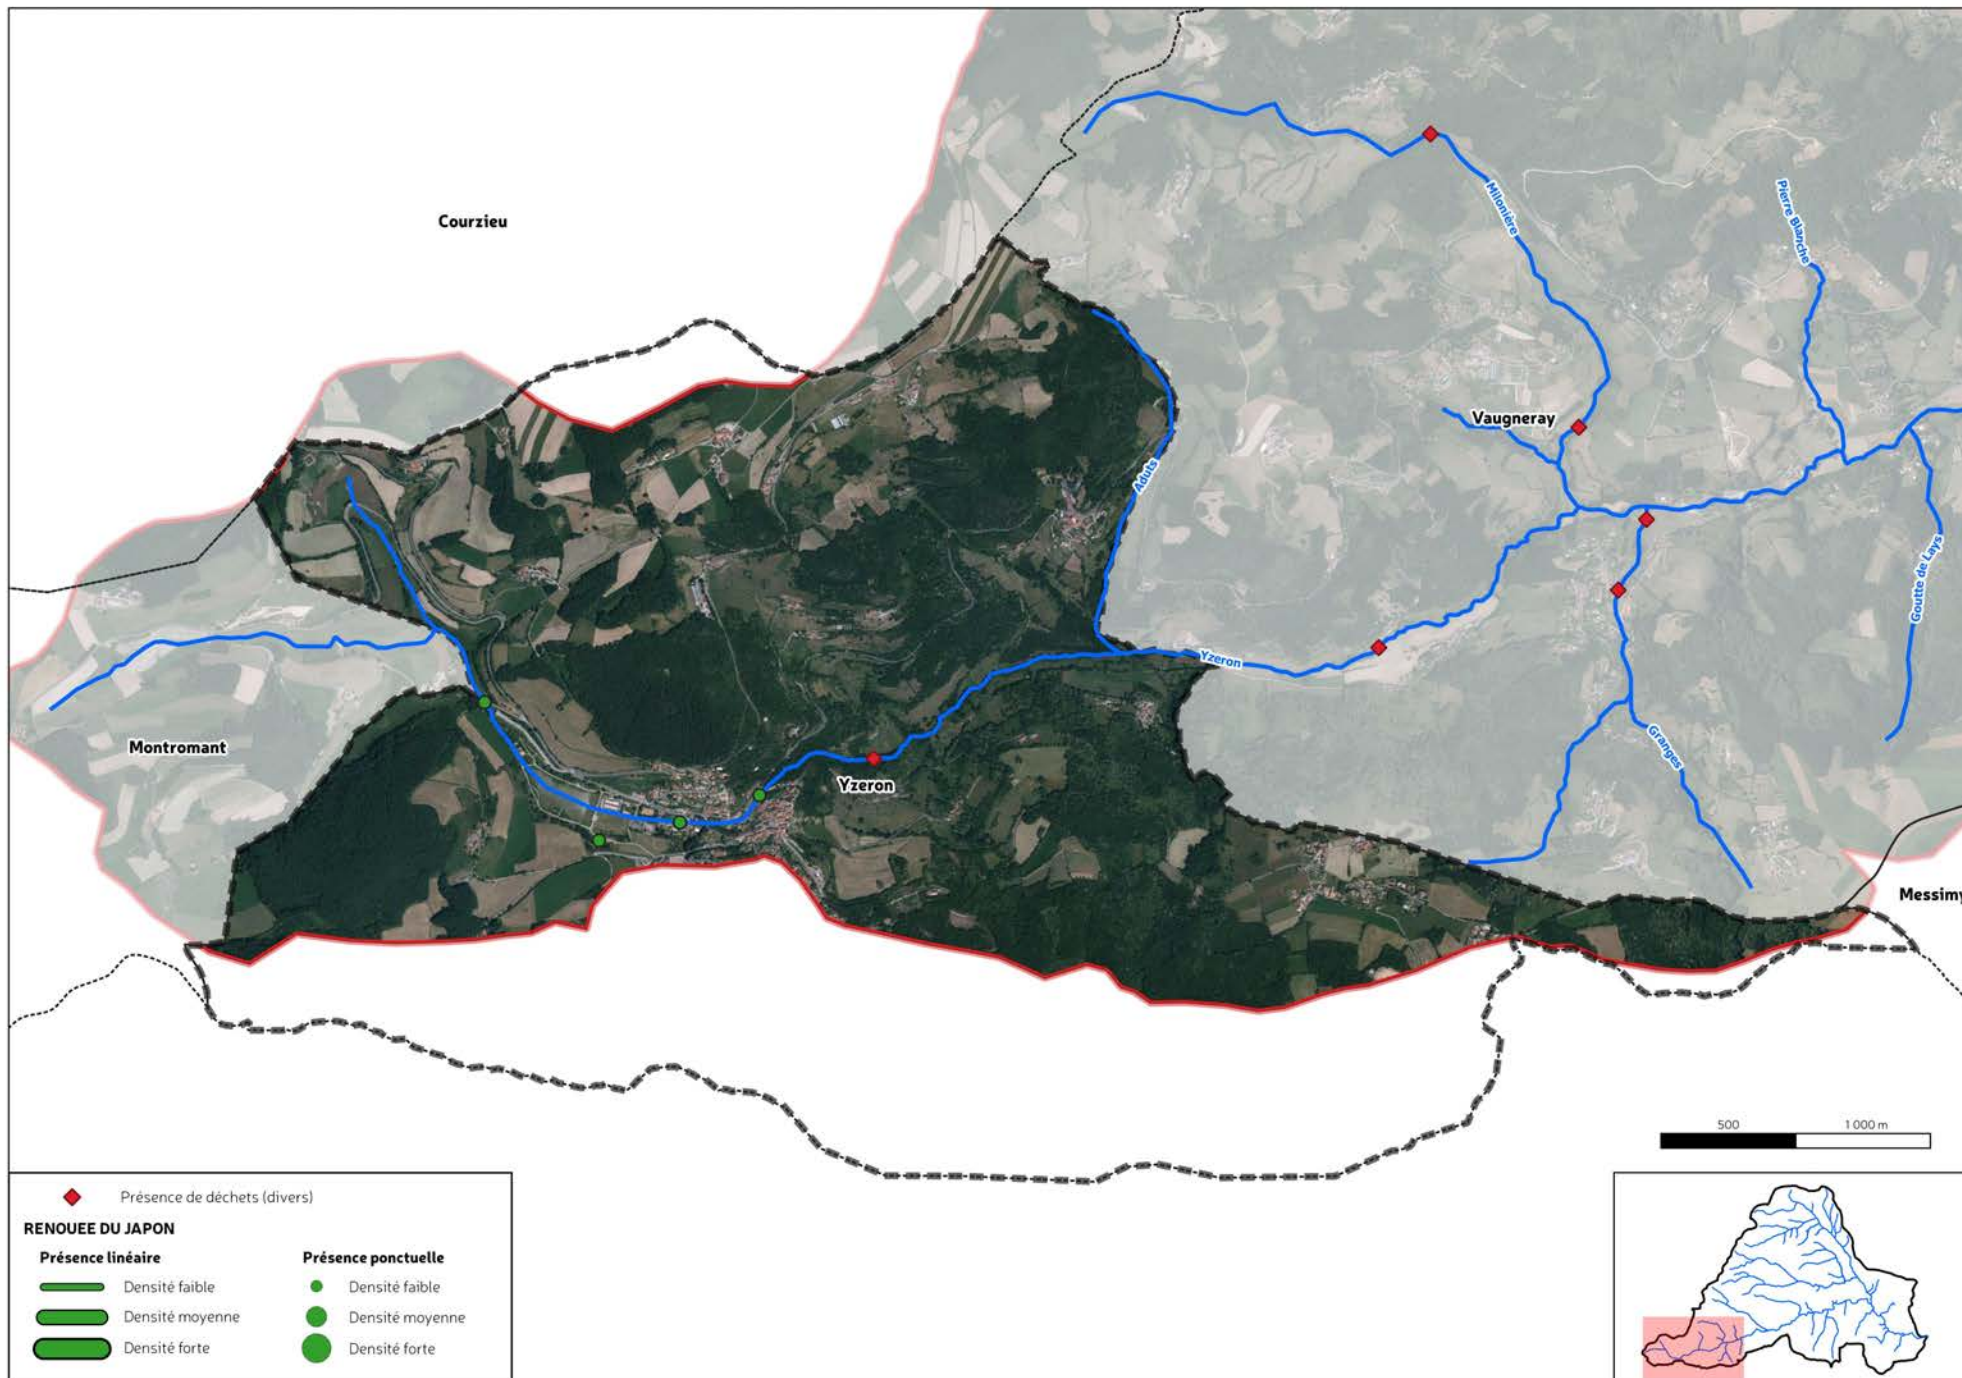 Courzieu
Milonière
Pierre Blanche
Vaugneray
Aduts
Goutte de Lays
Yzeron
Montromant
Granges
Yzeron
Messimy
500
1 000 m
Présence de déchets (divers)
RENOUEE DU JAPON
Présence linéaire
Présence ponctuelle
Densité faible
Densité faible
Densité moyenne
Densité moyenne
Densité forte
Densité forte